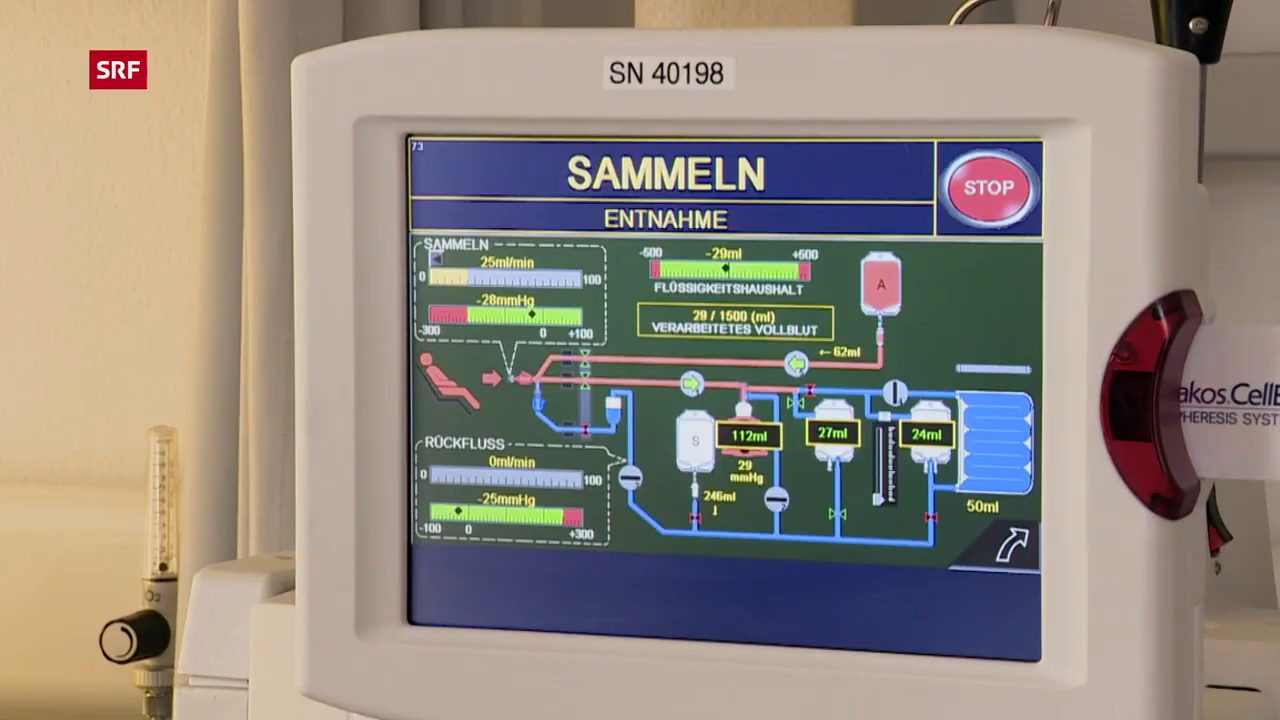 SRF
SN 40198
73
SAMMELN
STOP
ENTNAHME
SAMMELN
25ml/min
0 100
-28mmHg
-300 0 +100
-29ml
FLÜSSIGKEITSHAUSHALT
29 / 1500 (ml)
VERARBEITETES VOLLBLUT
A
←62ml
S
112ml
27ml
24ml
29
mmHg
246ml
50ml
RÜCKFLUSS
0ml/min
0 100
-25mmHg
-100 0 +300
O2
akos.CellE
PHERESIS SYST